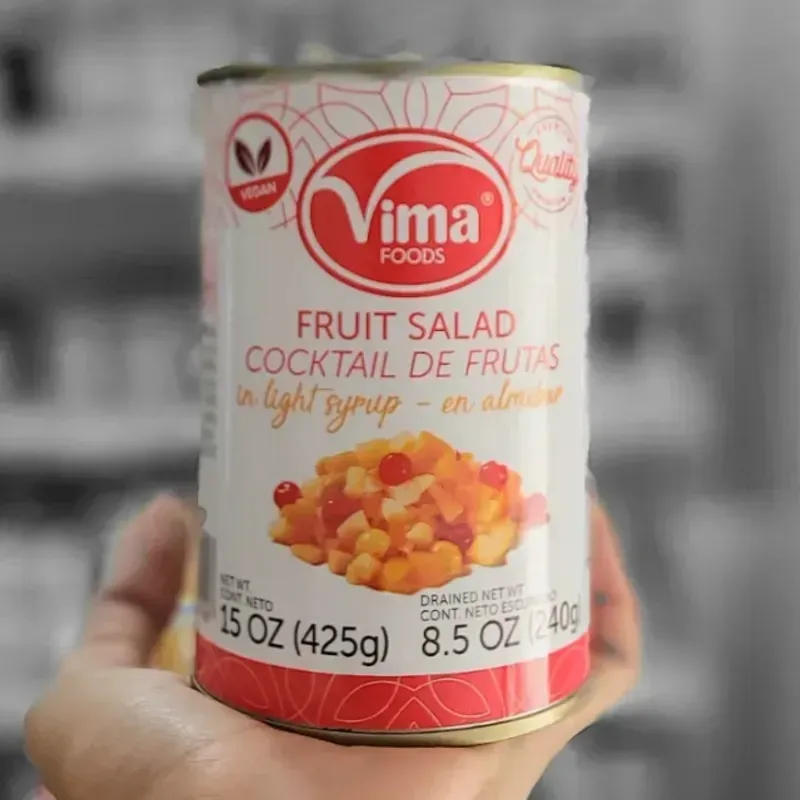 VEGAN
Quality
Vima®
FOODS
FRUIT SALAD
COCKTAIL DE FRUTAS
in light syrup - en almíbar
NET WT
CONT. NETO
15 OZ (425g)
DRAINED NET WT
CONT. NETO ESCURRIDO
8.5 OZ (240g)